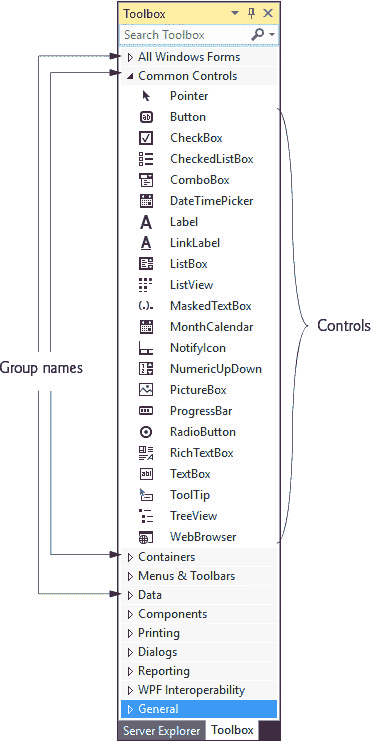 Toolbox
Search Toolbox
All Windows Forms
Common Controls
Pointer
Button
CheckBox
CheckedListBox
ComboBox
DateTimePicker
Label
LinkLabel
ListBox
ListView
MaskedTextBox
MonthCalendar
NotifyIcon
NumericUpDown
PictureBox
ProgressBar
RadioButton
RichTextBox
TextBox
ToolTip
TreeView
WebBrowser
Containers
Menus & Toolbars
Data
Components
Printing
Dialogs
Reporting
WPF Interoperability
General
Server Explorer Toolbox
Group names
Controls